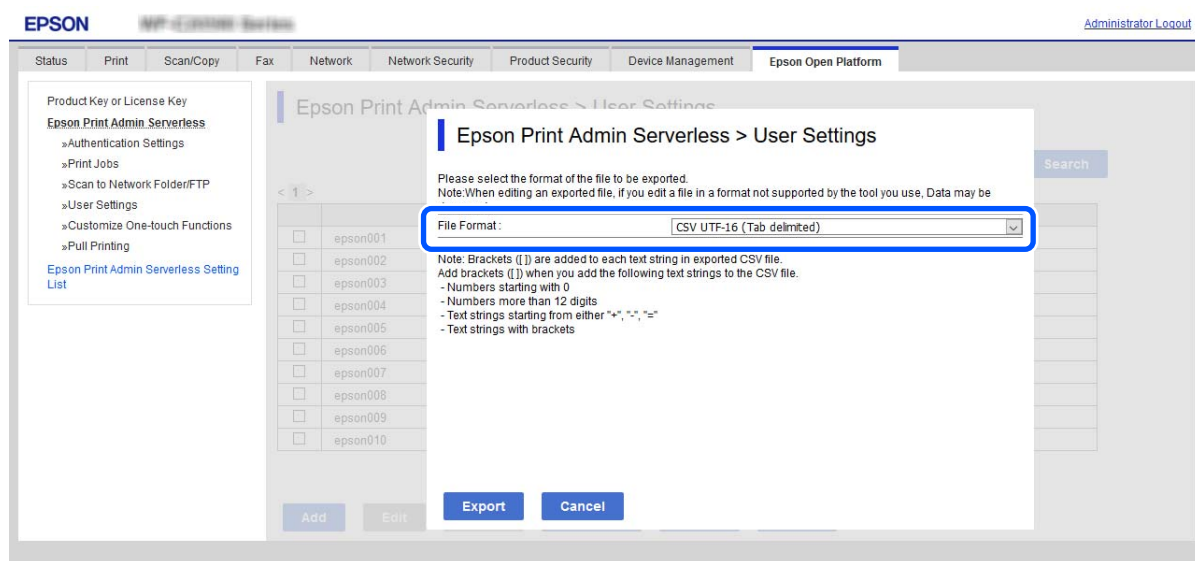 EPSON
Administrator Logout
Status Print Scan/Copy Fax Network Network Security Product Security Device Management Epson Open Platform
Product Key or License Key
Epson Print Admin Serverless
»Authentication Settings
»Print Jobs
»Scan to Network Folder/FTP
»User Settings
»Customize One-touch Functions
»Pull Printing
Epson Print Admin Serverless Setting
List
Epson Print Admin Serverless > User Settings
Search
< 1 >
epson001
epson002
epson003
epson004
epson005
epson006
epson007
epson008
epson009
epson010
Add Edit
Epson Print Admin Serverless > User Settings
Please select the format of the file to be exported.
Note:When editing an exported file, if you edit a file in a format not supported by the tool you use, Data may be
File Format : CSV UTF-16 (Tab delimited)
Note: Brackets ([ ]) are added to each text string in exported CSV file.
Add brackets ([ ]) when you add the following text strings to the CSV file.
- Numbers starting with 0
- Numbers more than 12 digits
- Text strings starting from either "+", "-", "="
- Text strings with brackets
Export Cancel